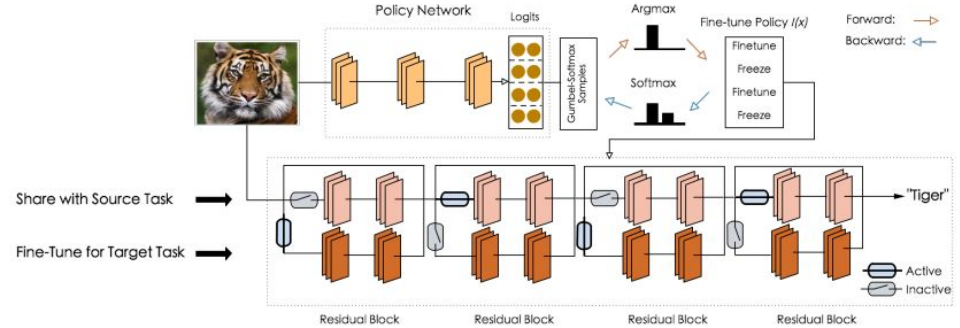 Policy Network
Logits
Argmax
Fine-tune Policy I(x)
Forward:
Backward:
Gumbel-Softmax
Samples
Softmax
Finetune
Freeze
Finetune
Freeze
Share with Source Task
"Tiger"
Fine-Tune for Target Task
Active
Inactive
Residual Block
Residual Block
Residual Block
Residual Block